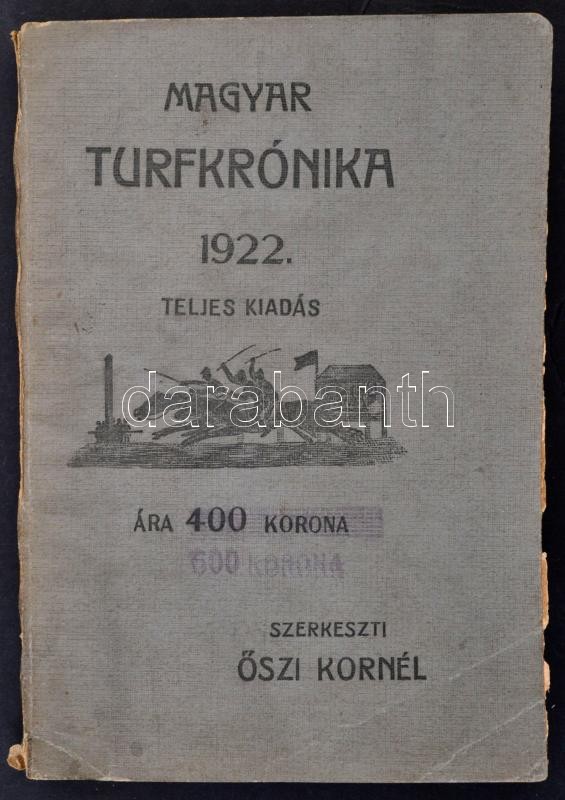 MAGYAR
TURFKRÓNIKA
1922.
TELJES KIADÁS
darabanth
ÁRA 400 KORONA
600 KORONA
SZERKESZTI
ŐSZI KORNÉL